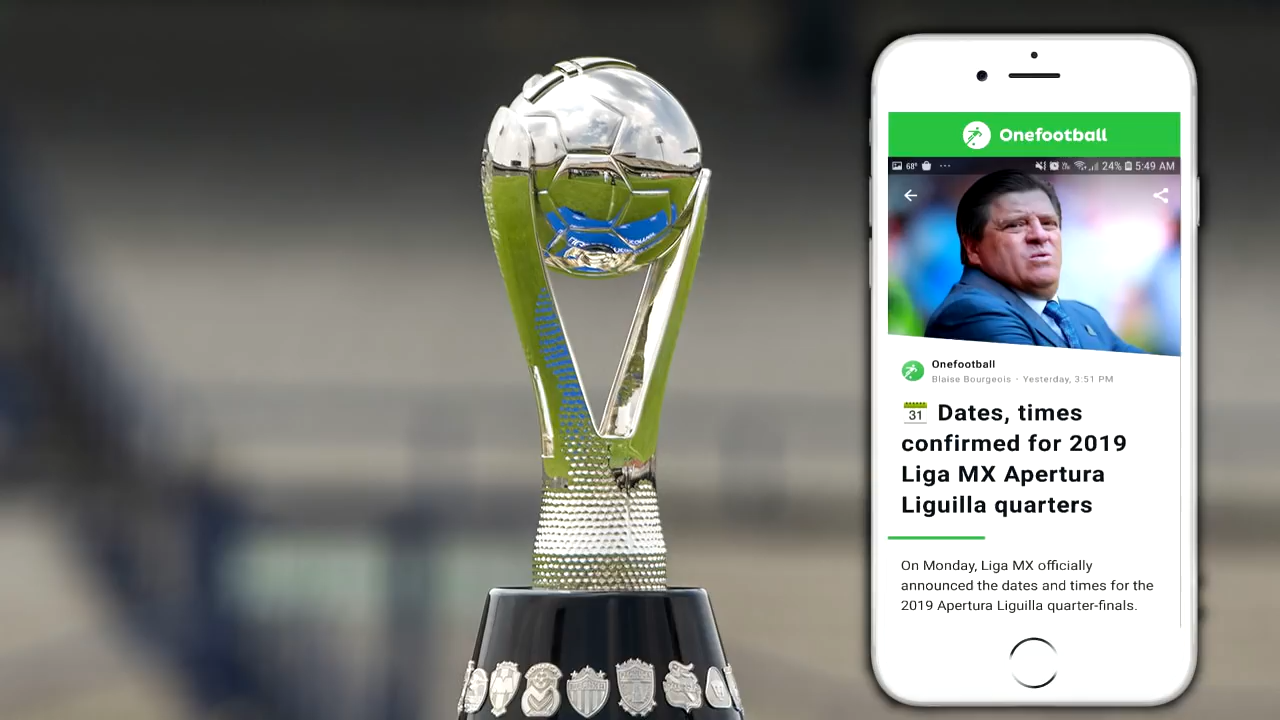 Onefootball
68° ... 24% 5:49 AM
Onefootball
Blaise Bourgeois · Yesterday, 3:51 PM
31 Dates, times
confirmed for 2019
Liga MX Apertura
Liguilla quarters
On Monday, Liga MX officially
announced the dates and times for the
2019 Apertura Liguilla quarter-finals.